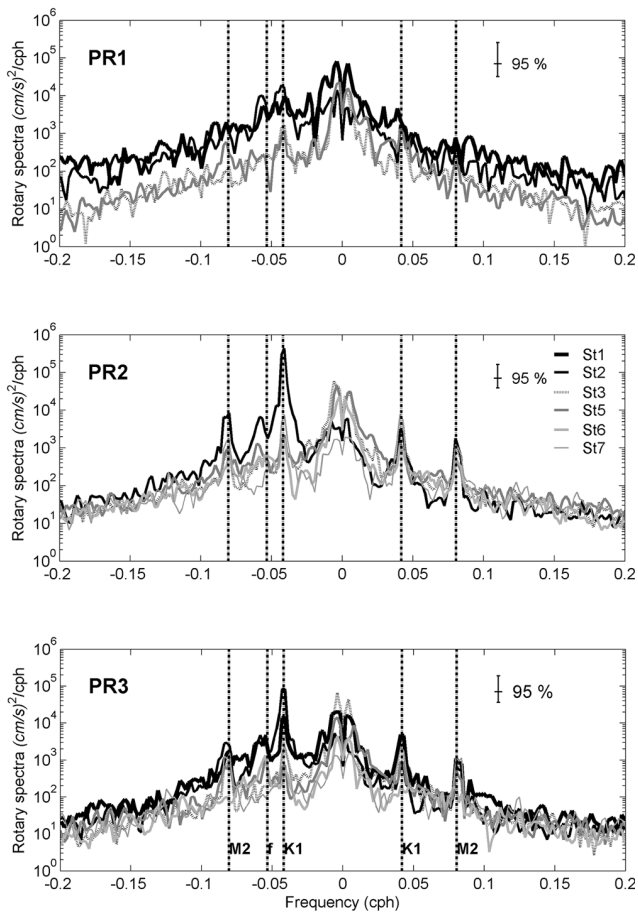 PR1
95 %
Rotary spectra (cm/s)²/cph
10⁶
10⁵
10⁴
10³
10²
10¹
10⁰
-0.2 -0.15 -0.1 -0.05 0 0.05 0.1 0.15 0.2
Frequency (cph)
PR2
95 %
St1
St2
St3
St5
St6
St7
Rotary spectra (cm/s)²/cph
10⁶
10⁵
10⁴
10³
10²
10¹
10⁰
-0.2 -0.15 -0.1 -0.05 0 0.05 0.1 0.15 0.2
PR3
95 %
Rotary spectra (cm/s)²/cph
10⁶
10⁵
10⁴
10³
10²
10¹
10⁰
M2 f K1 K1 M2
-0.2 -0.15 -0.1 -0.05 0 0.05 0.1 0.15 0.2
Frequency (cph)